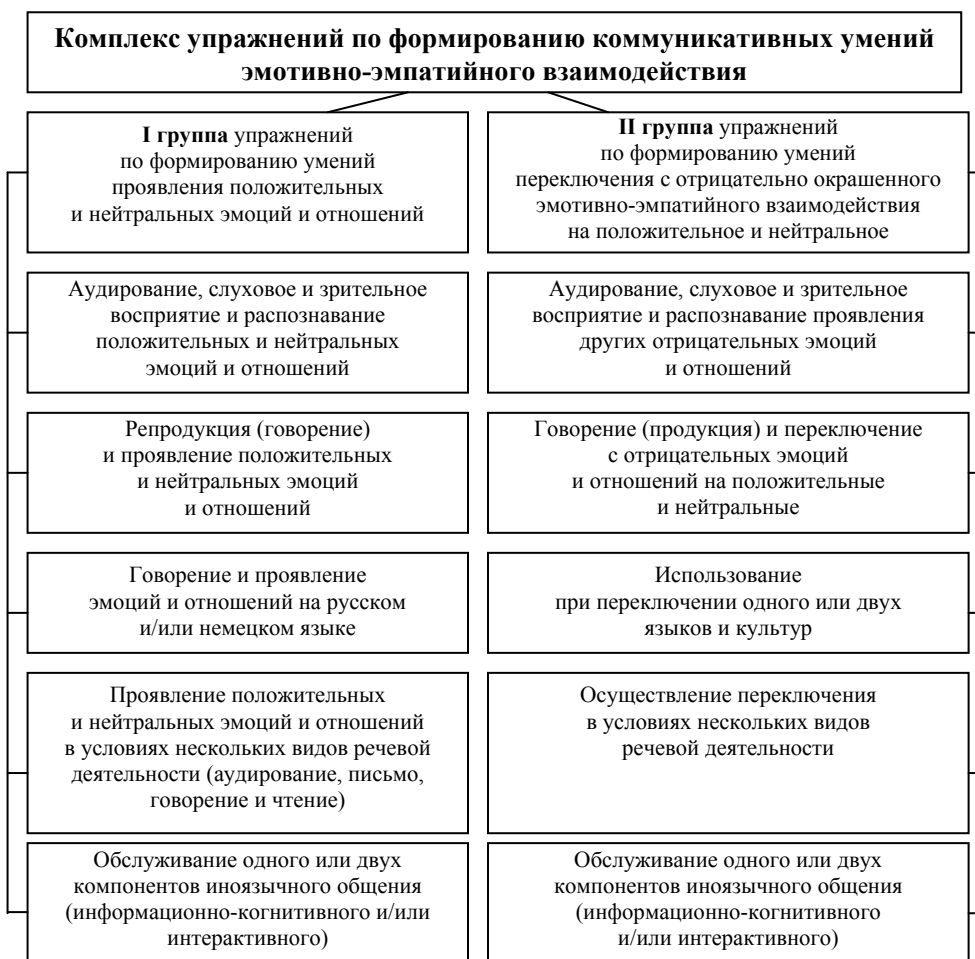 Комплекс упражнений по формированию коммуникативных умений
эмотивно-эмпатийного взаимодействия
I группа упражнений
по формированию умений
проявления положительных
и нейтральных эмоций и отношений
II группа упражнений
по формированию умений
переключения с отрицательно окрашенного
эмотивно-эмпатийного взаимодействия
на положительное и нейтральное
Аудирование, слуховое и зрительное
восприятие и распознавание
положительных и нейтральных
эмоций и отношений
Аудирование, слуховое и зрительное
восприятие и распознавание проявления
других отрицательных эмоций
и отношений
Репродукция (говорение)
и проявление положительных
и нейтральных эмоций
и отношений
Говорение (продукция) и переключение
с отрицательных эмоций
и отношений на положительные
и нейтральные
Говорение и проявление
эмоций и отношений на русском
и/или немецком языке
Использование
при переключении одного или двух
языков и культур
Проявление положительных
и нейтральных эмоций и отношений
в условиях нескольких видов речевой
деятельности (аудирование, письмо,
говорение и чтение)
Осуществление переключения
в условиях нескольких видов
речевой деятельности
Обслуживание одного или двух
компонентов иноязычного общения
(информационно-когнитивного и/или
интерактивного)
Обслуживание одного или двух
компонентов иноязычного общения
(информационно-когнитивного
и/или интерактивного)